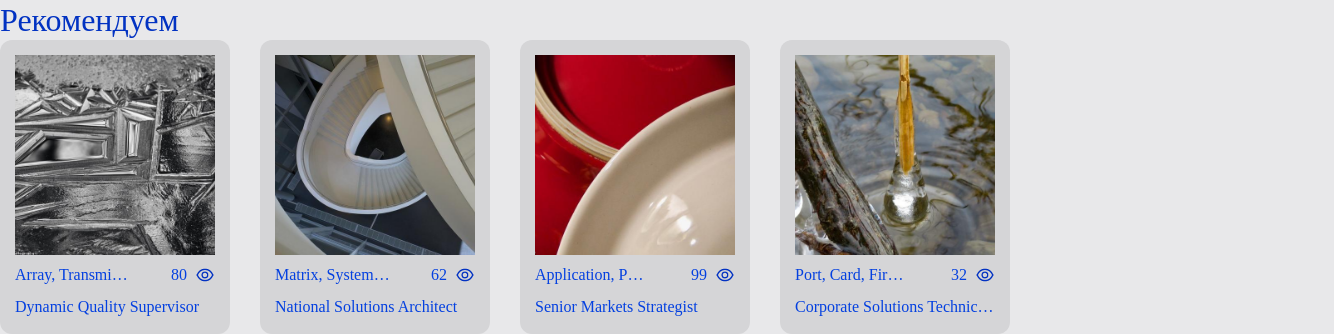 Рекомендуем
Array, Transmi… 80
Dynamic Quality Supervisor
Matrix, System… 62
National Solutions Architect
Application, P… 99
Senior Markets Strategist
Port, Card, Fir… 32
Corporate Solutions Technic…